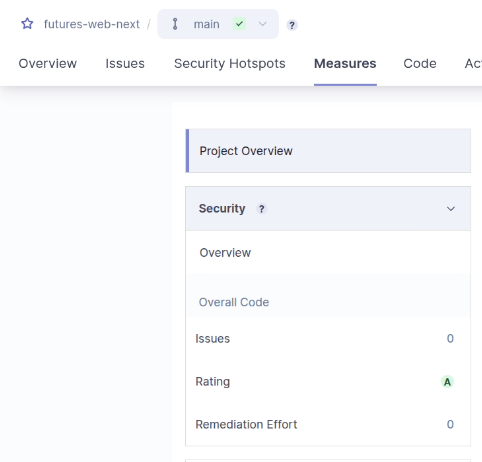 futures-web-next / main ?
Overview Issues Security Hotspots Measures Code Ac
Project Overview
Security ?
Overview
Overall Code
Issues 0
Rating A
Remediation Effort 0